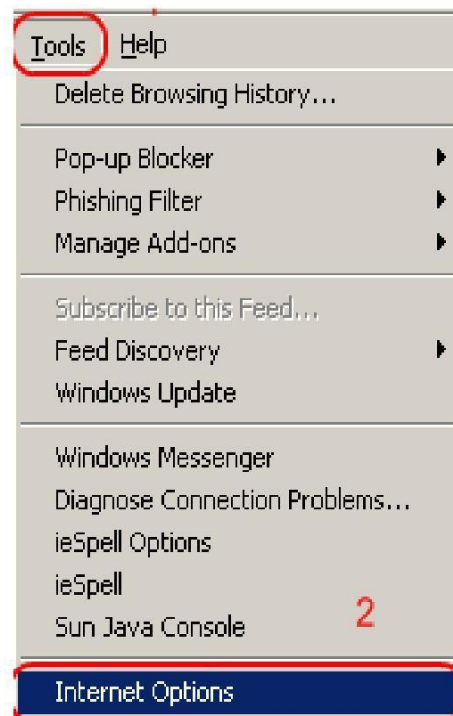 Tools Help
Delete Browsing History...
Pop-up Blocker
Phishing Filter
Manage Add-ons
Subscribe to this Feed...
Feed Discovery
Windows Update
Windows Messenger
Diagnose Connection Problems...
ieSpell Options
ieSpell
Sun Java Console
2
Internet Options